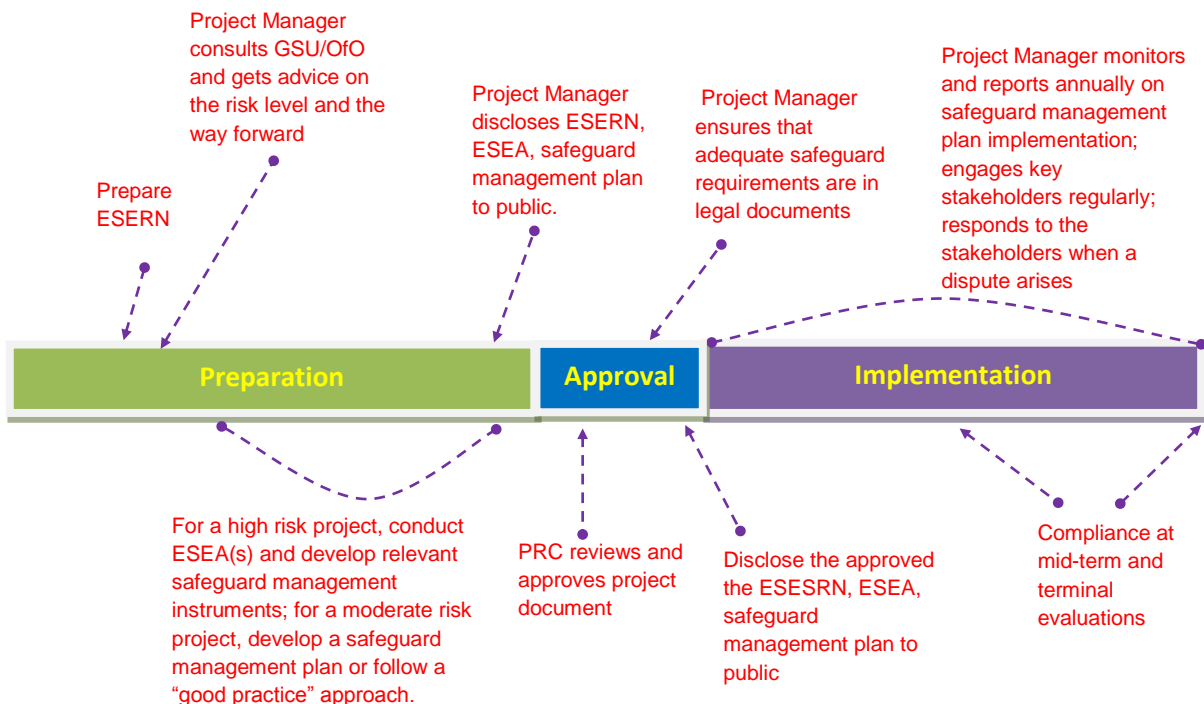 Project Manager
consults GSU/OfO
and gets advice on
the risk level and the
way forward
Prepare
ESERN
Project Manager
discloses ESERN,
ESEA, safeguard
management plan
to public.
Project Manager
ensures that
adequate safeguard
requirements are in
legal documents
Project Manager monitors
and reports annually on
safeguard management
plan implementation;
engages key
stakeholders regularly;
responds to the
stakeholders when a
dispute arises
Preparation
Approval
Implementation
For a high risk project, conduct
ESEA(s) and develop relevant
safeguard management
instruments; for a moderate risk
project, develop a safeguard
management plan or follow a
“good practice” approach.
PRC reviews and
approves project
document
Disclose the approved
the ESESRN, ESEA,
safeguard
management plan to
public
Compliance at
mid-term and
terminal
evaluations